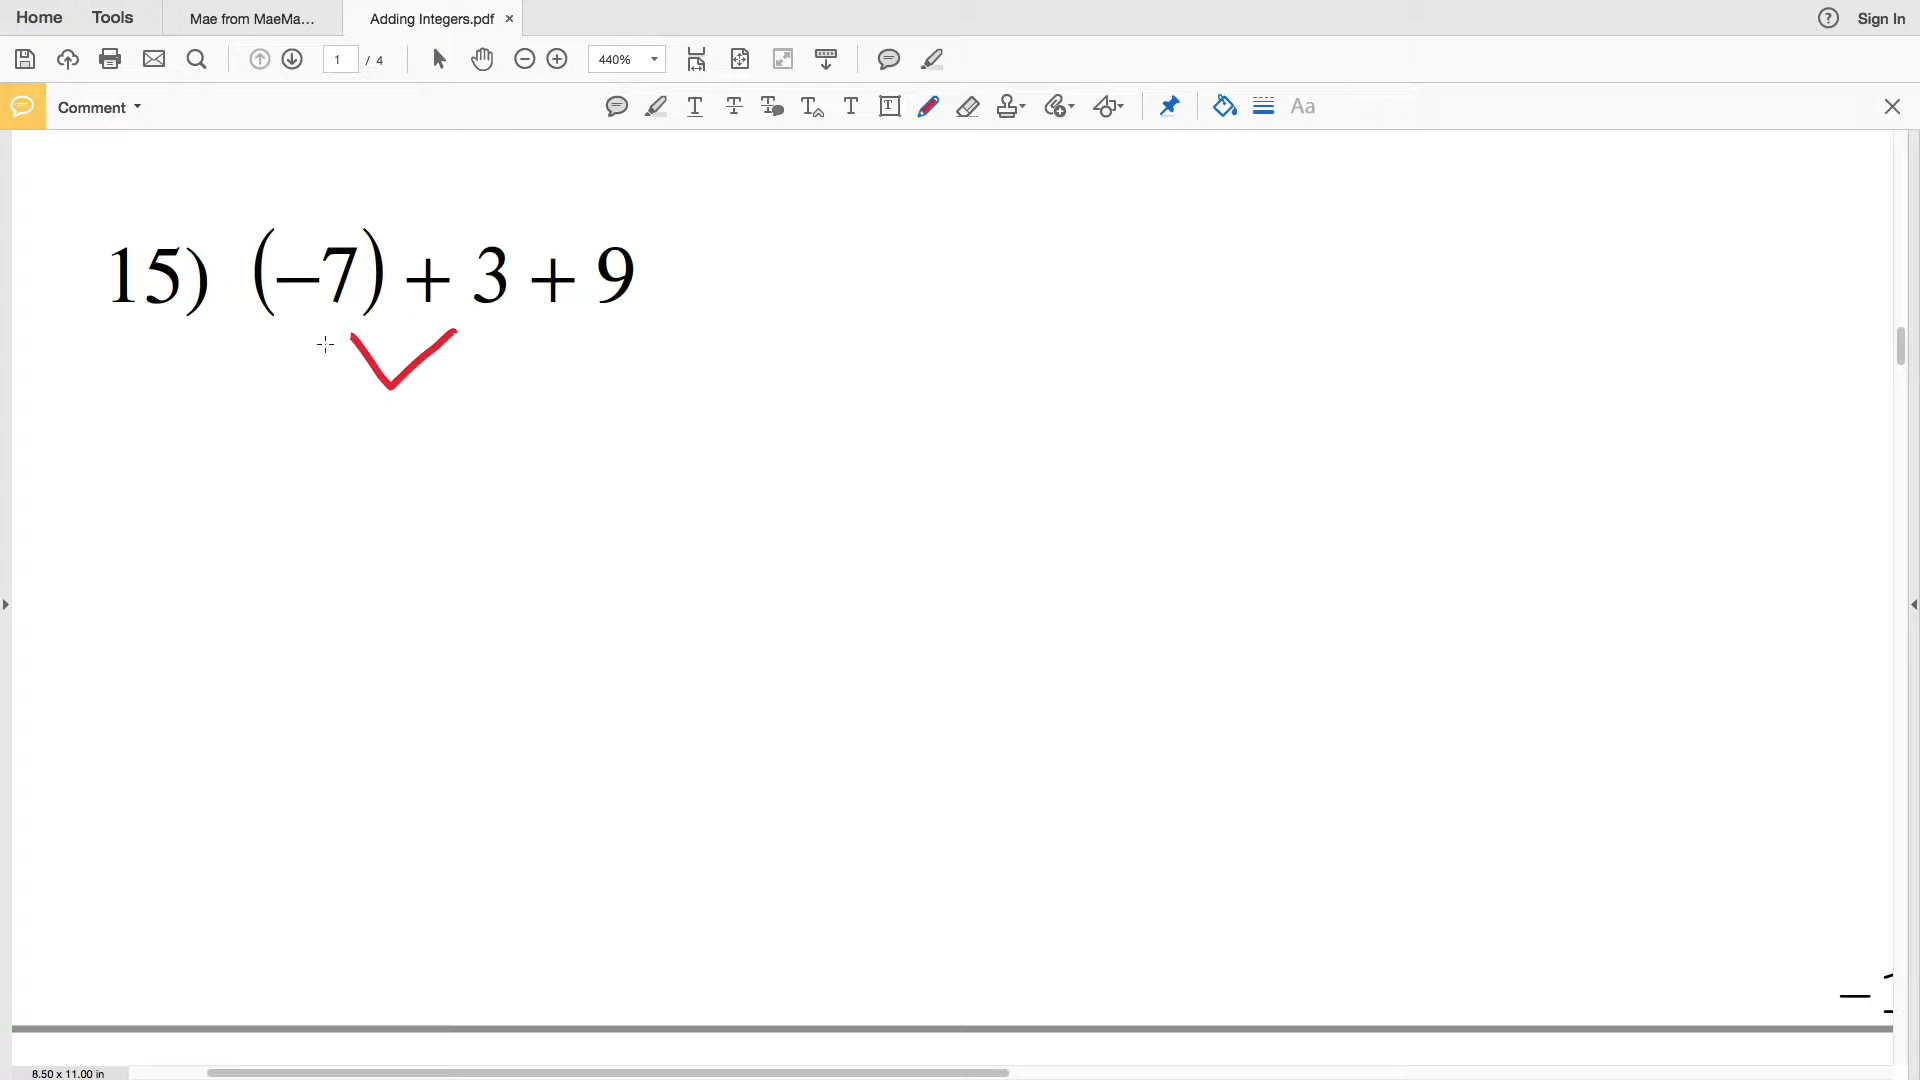 Home Tools Mae from MaeMa... Adding Integers.pdf × ? Sign In
1 / 4 440%
Comment T T T T T T Aa
15) (−7) + 3 + 9
8.50 x 11.00 in